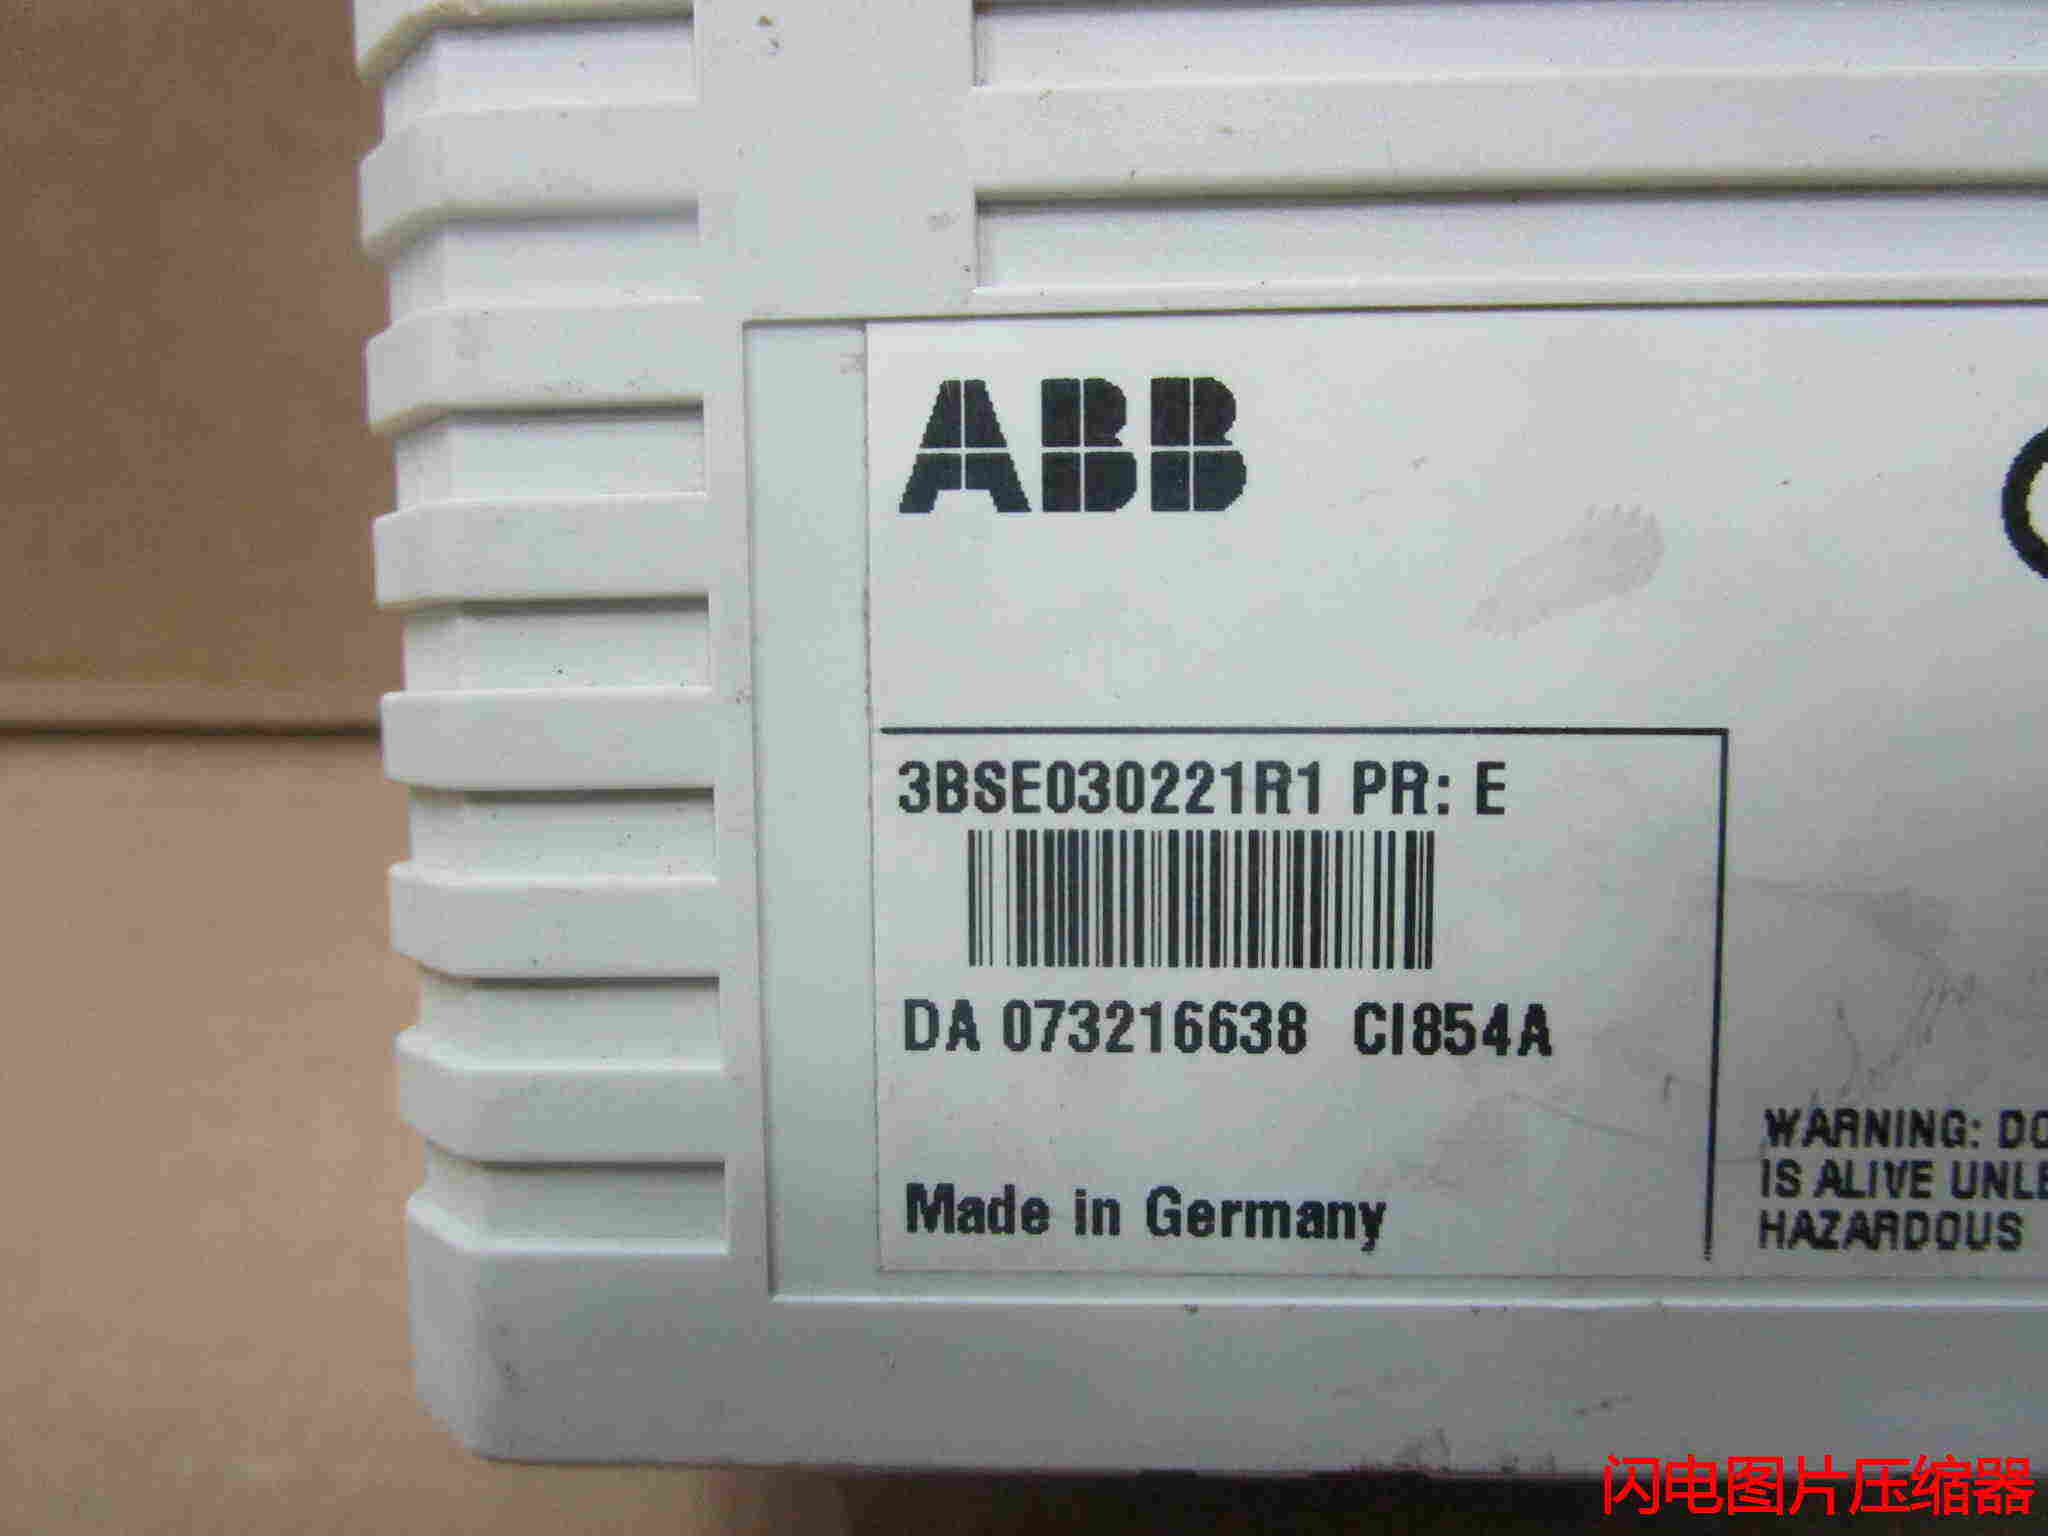 ABB
3BSE030221R1 PR: E
DA 073216638 CI854A
Made in Germany
WARNING: DO
IS ALIVE UNLE
HAZARDOUS
闪电图片压缩器